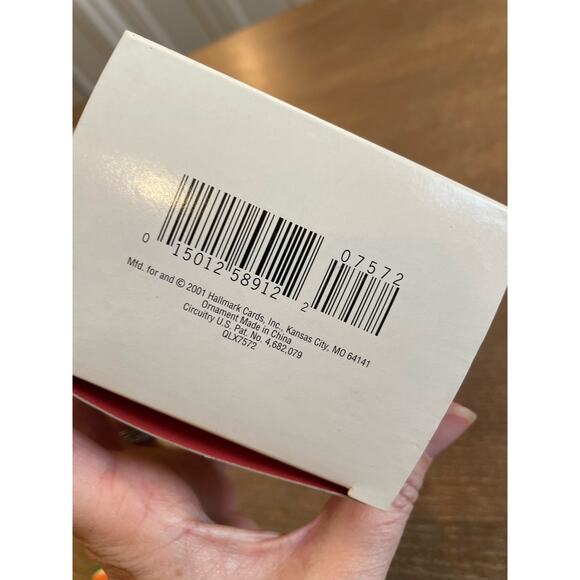 0 15012 58912 2 07572
Mfd. for and © 2001 Hallmark Cards, Inc., Kansas City, MO 64141
Ornament Made in China
Circuitry U.S. Pat. No. 4,682,079
QLX7572